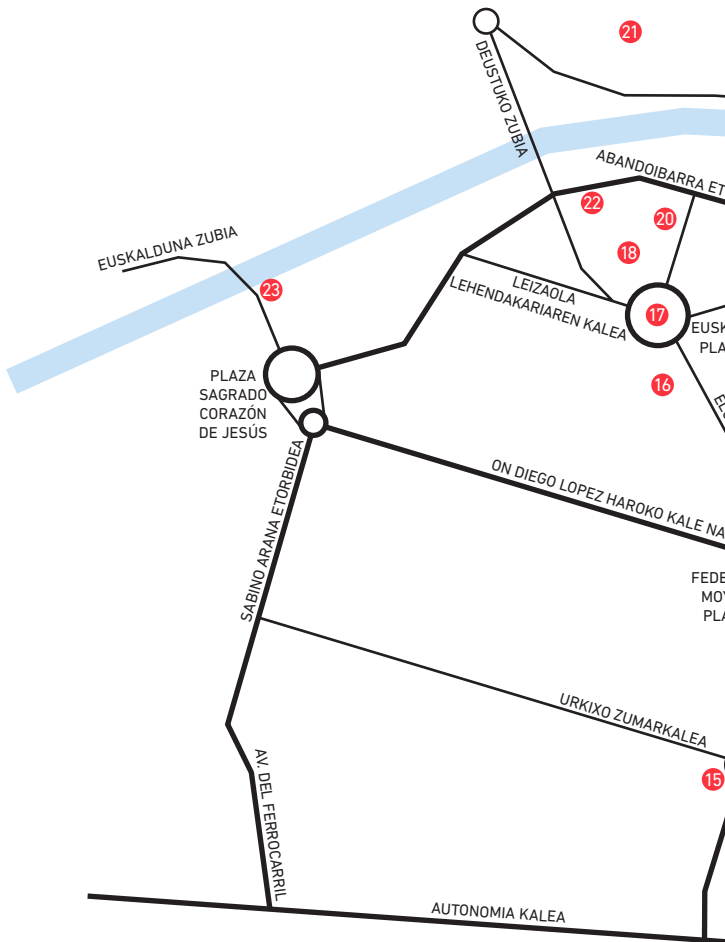 21
DEUSTUKO ZUBIA
ABANDOIBARRA ET
22
20
EUSKALDUNA ZUBIA
18
23
LEIZAOLA
LEHENDAKARIAREN KALEA
17
EUSK
PLA
PLAZA
SAGRADO
CORAZÓN
DE JESÚS
16
ELC
SABINO ARANA ETORBIDEA
ON DIEGO LOPEZ HAROKO KALE NA
FEDE
MOY
PLA
URKIXO ZUMARKALEA
15
AV. DEL FERROCARRIL
AUTONOMIA KALEA